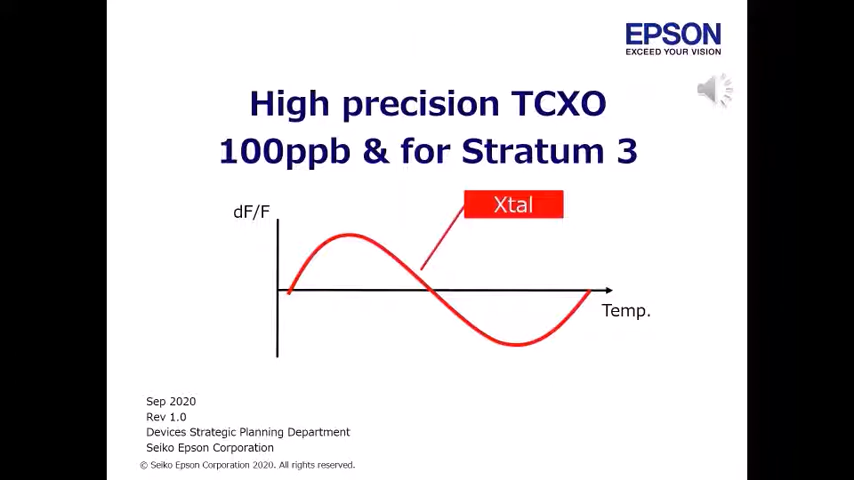 EPSON
EXCEED YOUR VISION
High precision TCXO
100ppb & for Stratum 3
Xtal
dF/F
Temp.
Sep 2020
Rev 1.0
Devices Strategic Planning Department
Seiko Epson Corporation
© Seiko Epson Corporation 2020. All rights reserved.